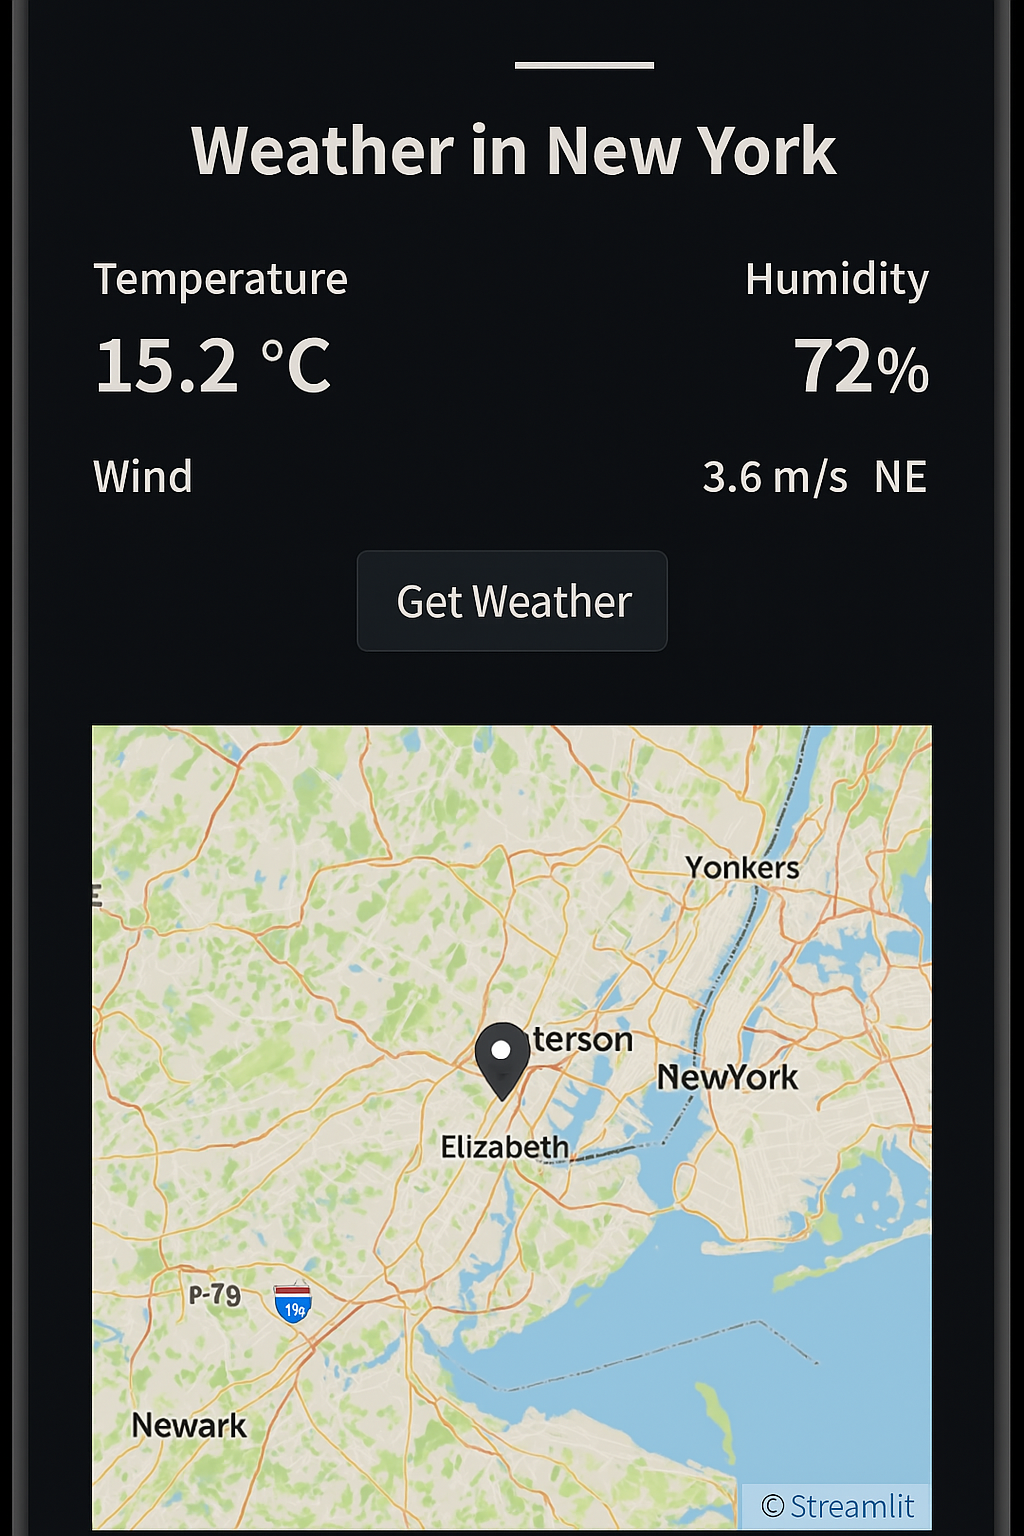 Weather in New York
Temperature
Humidity
15.2 °C
72%
Wind
3.6 m/s NE
Get Weather
Yonkers
terson
NewYork
Elizabeth
P-79
Newark
© Streamlit